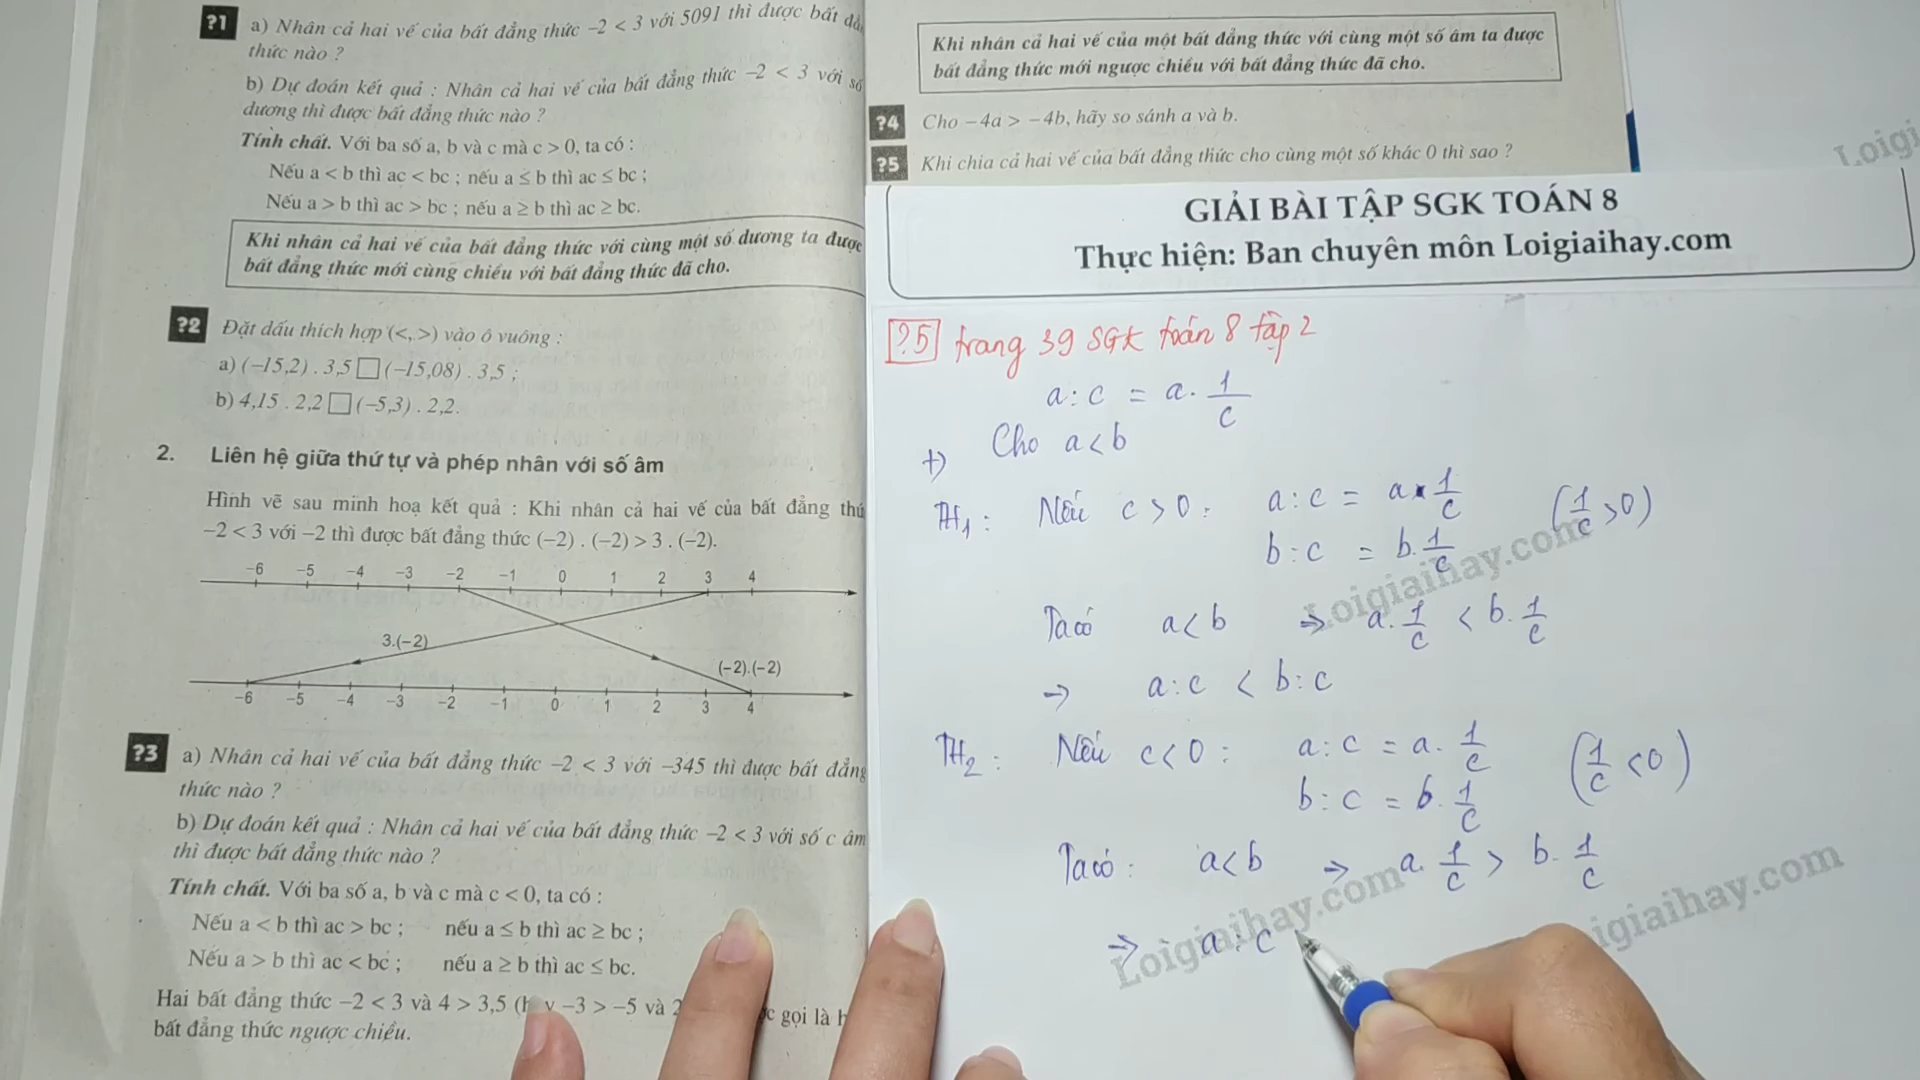 ?1 a) Nhân cả hai vế của bất đẳng thức −2 < 3 với 5091 thì được bất
thức nào ?
b) Dự đoán kết quả : Nhân cả hai vế của bất đẳng thức −2 < 3 với số
dương thì được bất đẳng thức nào ?
Tính chất. Với ba số a, b và c mà c > 0, ta có :
Nếu a < b thì ac < bc ; nếu a ≤ b thì ac ≤ bc ;
Nếu a > b thì ac > bc ; nếu a ≥ b thì ac ≥ bc.
Khi nhân cả hai vế của bất đẳng thức với cùng một số dương ta được
bất đẳng thức mới cùng chiều với bất đẳng thức đã cho.
?2 Đặt dấu thích hợp (<, >) vào ô vuông :
a) (−15,2) . 3,5 □ (−15,08) . 3,5 ;
b) 4,15 . 2,2 □ (−5,3) . 2,2.
2. Liên hệ giữa thứ tự và phép nhân với số âm
Hình vẽ sau minh hoạ kết quả : Khi nhân cả hai vế của bất đẳng
−2 < 3 với −2 thì được bất đẳng thức (−2) . (−2) > 3 . (−2).
−6 −5 −4 −3 −2 −1 0 1 2 3 4
3.(−2)
(−2).(−2)
−6 −5 −4 −3 −2 −1 0 1 2 3 4
?3 a) Nhân cả hai vế của bất đẳng thức −2 < 3 với −345 thì được bất đẳng
thức nào ?
b) Dự đoán kết quả : Nhân cả hai vế của bất đẳng thức −2 < 3 với số c âm
thì được bất đẳng thức nào ?
Tính chất. Với ba số a, b và c mà c < 0, ta có :
Nếu a < b thì ac > bc ; nếu a ≤ b thì ac ≥ bc ;
Nếu a > b thì ac < bc ; nếu a ≥ b thì ac ≤ bc.
Hai bất đẳng thức −2 < 3 và 4 > 3,5 −3 > −5 và gọi là
bất đẳng thức ngược chiều.
Khi nhân cả hai vế của một bất đẳng thức với cùng một số âm ta được
bất đẳng thức mới ngược chiều với bất đẳng thức đã cho.
?4 Cho −4a > −4b, hãy so sánh a và b.
?5 Khi chia cả hai vế của bất đẳng thức cho cùng một số khác 0 thì sao ?
GIẢI BÀI TẬP SGK TOÁN 8
Thực hiện: Ban chuyên môn Loigiaihay.com
?5 trang 39 SGK toán 8 tập 2
a : c = a . 1/c
+) Cho a < b
TH1 : Nếu c > 0 : a : c = a . 1/c (1/c > 0)
b : c = b . 1/c
Ta có a < b ⇒ a . 1/c < b . 1/c
⇒ a : c < b : c
TH2 : Nếu c < 0 : a : c = a . 1/c (1/c < 0)
b : c = b . 1/c
Ta có : a < b ⇒ a . 1/c > b . 1/c
⇒ a : c
Loigiaihay.com
Loigiaihay.com